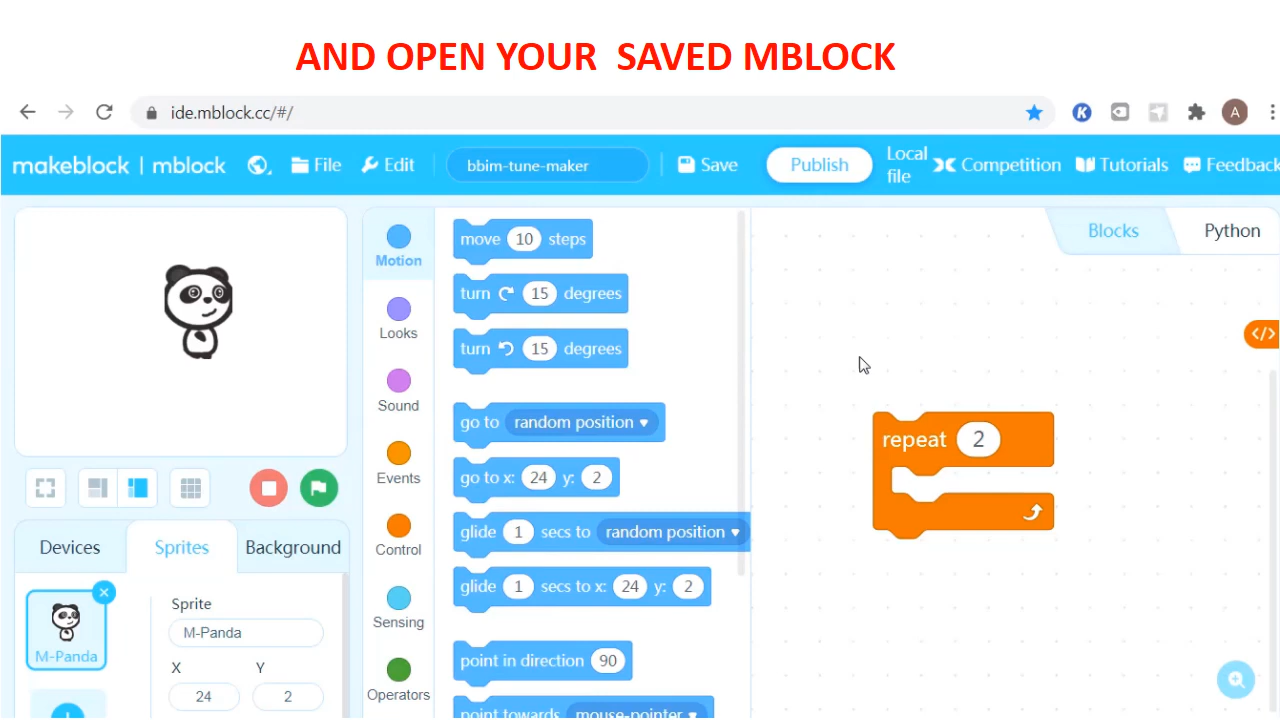 AND OPEN YOUR SAVED MBLOCK
ide.mblock.cc/#/
K
A
makeblock | mblock
File
Edit
bbim-tune-maker
Save
Publish
Local file
Competition
Tutorials
Feedback
Blocks
Python
</>
Motion
Looks
Sound
Events
Control
Sensing
Operators
move 10 steps
turn 15 degrees
turn 15 degrees
go to random position
go to x: 24 y: 2
glide 1 secs to random position
glide 1 secs to x: 24 y: 2
point in direction 90
point towards mouse-pointer
repeat 2
Devices
Sprites
Background
M-Panda
Sprite
M-Panda
X
Y
24
2